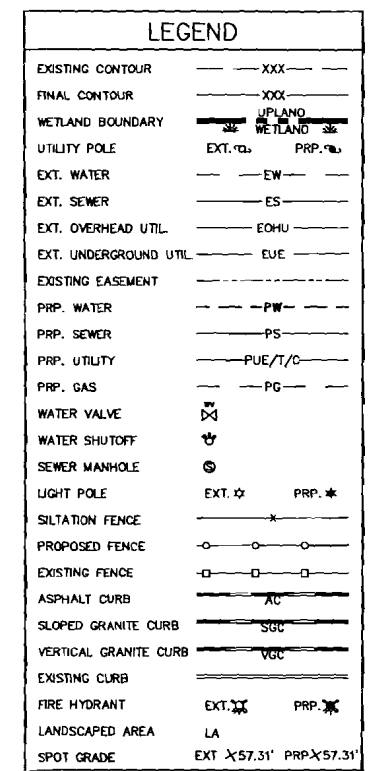 LEGEND
EXISTING CONTOUR XXX
FINAL CONTOUR XXX
UPLAND
WETLAND BOUNDARY WETLAND
UTILITY POLE EXT. PRP.
EXT. WATER EW
EXT. SEWER ES
EXT. OVERHEAD UTIL. EOHU
EXT. UNDERGROUND UTIL. EUE
EXISTING EASEMENT
PRP. WATER PW
PRP. SEWER PS
PRP. UTILITY PUE/T/C
PRP. GAS PG
WV
WATER VALVE
WATER SHUTOFF
SEWER MANHOLE S
LIGHT POLE EXT. PRP.
SILTATION FENCE X
PROPOSED FENCE
EXISTING FENCE
ASPHALT CURB AC
SLOPED GRANITE CURB SGC
VERTICAL GRANITE CURB VGC
EXISTING CURB
FIRE HYDRANT EXT. PRP.
LANDSCAPED AREA LA
SPOT GRADE EXT X57.31' PRPX57.31'